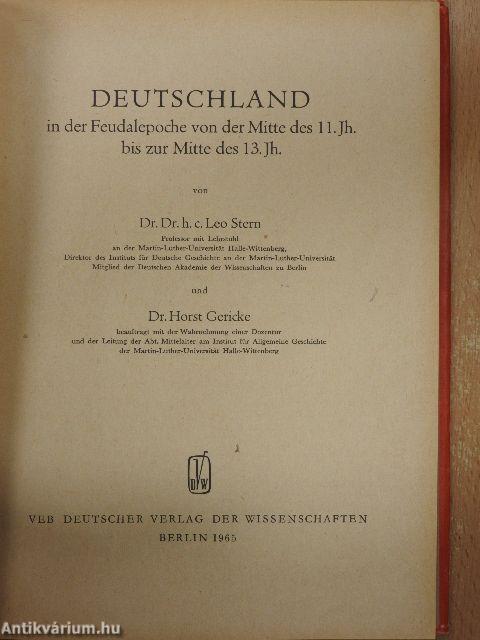 DEUTSCHLAND
in der Feudalepoche von der Mitte des 11. Jh.
bis zur Mitte des 13. Jh.
von
Dr. Dr. h. c. Leo Stern
Professor mit Lehrstuhl
an der Martin-Luther-Universität Halle-Wittenberg,
Direktor des Instituts für Deutsche Geschichte an der Martin-Luther-Universität
Mitglied der Deutschen Akademie der Wissenschaften zu Berlin
und
Dr. Horst Gericke
beauftragt mit der Wahrnehmung einer Dozentur
und der Leitung der Abt. Mittelalter am Institut für Allgemeine Geschichte
der Martin-Luther-Universität Halle-Wittenberg
DVW
VEB DEUTSCHER VERLAG DER WISSENSCHAFTEN
BERLIN 1965
Antikvárium.hu